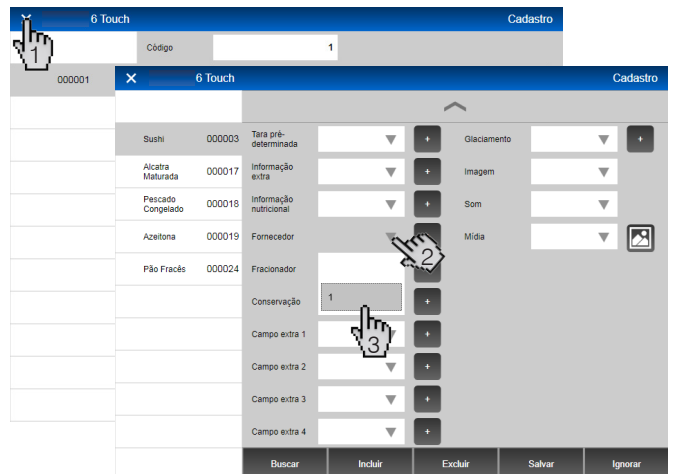 6 Touch Cadastro
1
Código 1
000001
6 Touch Cadastro
Sushi 000003 Tara pré-
determinada + Glaciamento +
Alcatra
Maturada 000017 Informação
extra + Imagem
Pescado
Congelado 000018 Informação
nutricional + Som
Azeitona 000019 Fornecedor Mídia
2
Pão Fracês 000024 Fracionador
Conservação 1 +
3
Campo extra 1 +
Campo extra 2 +
Campo extra 3 +
Campo extra 4 +
Buscar Incluir Excluir Salvar Ignorar